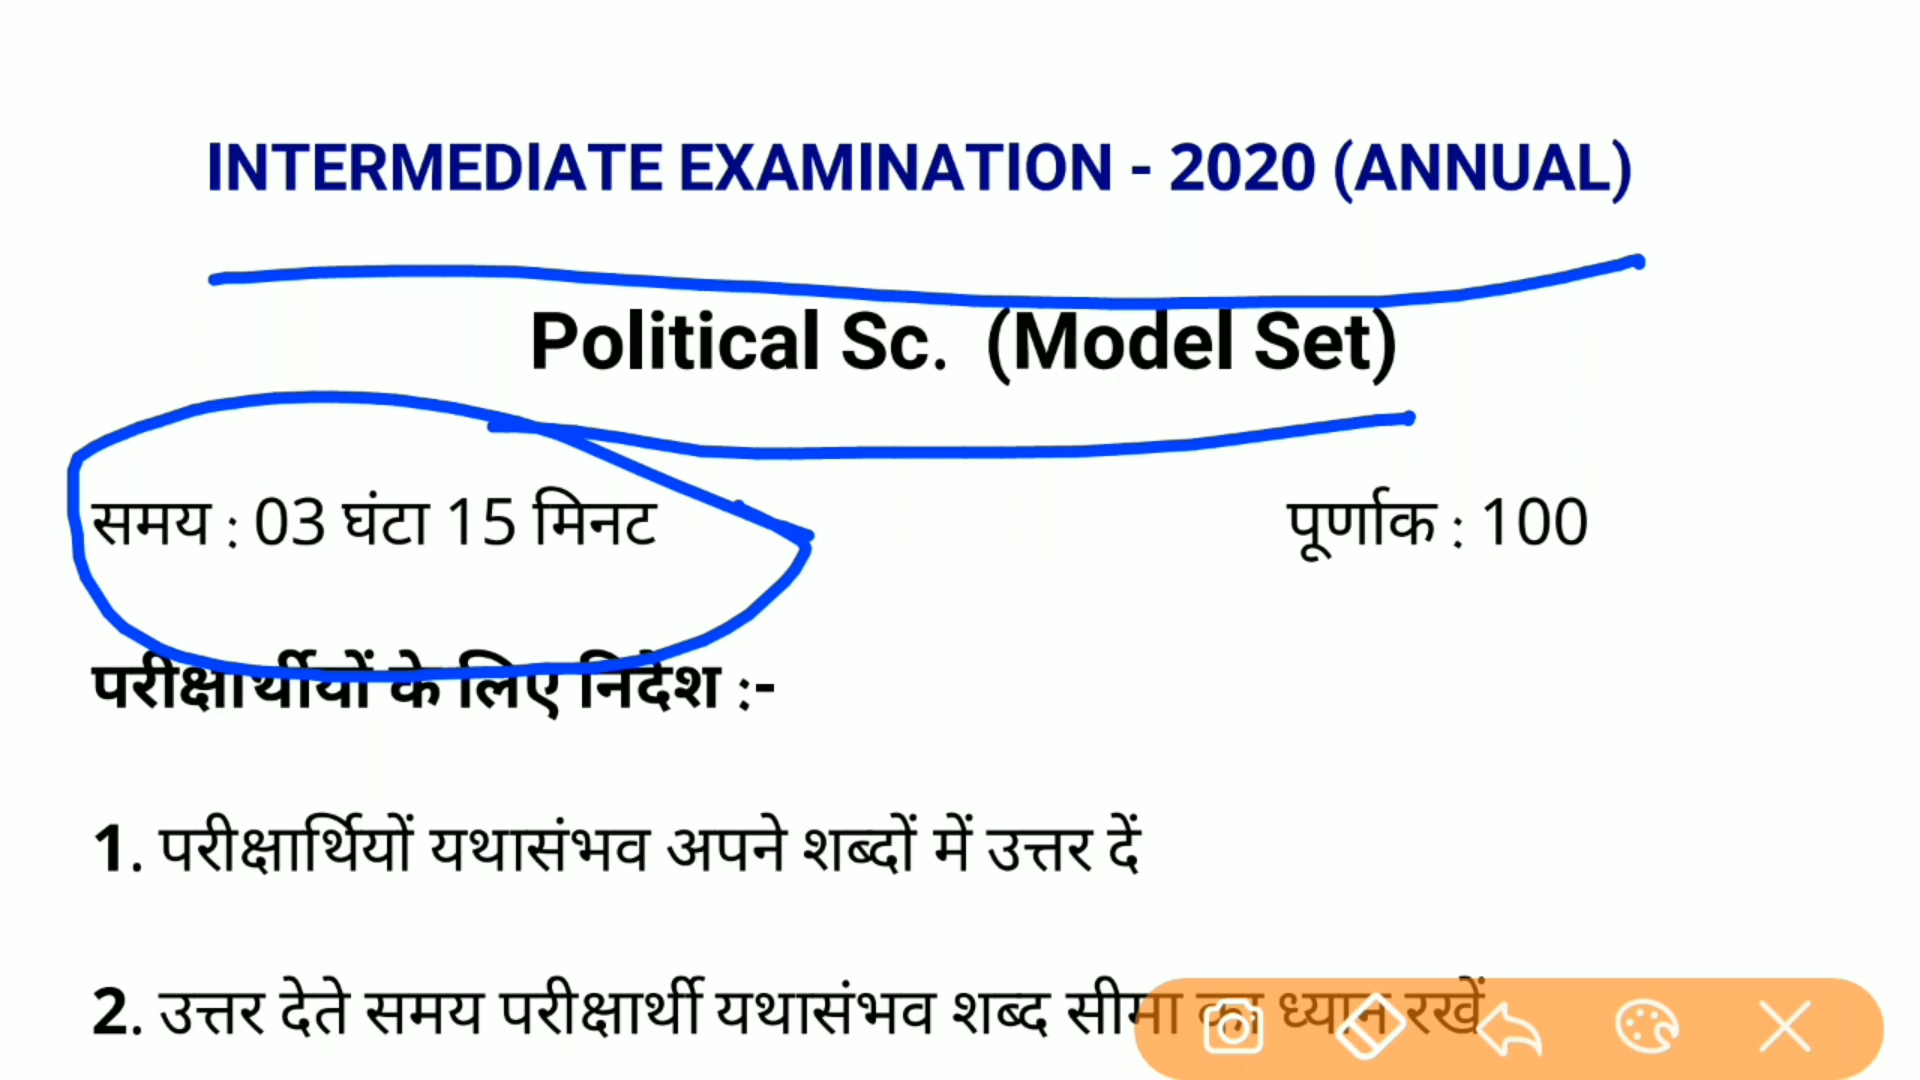 INTERMEDIATE EXAMINATION - 2020 (ANNUAL)
Political Sc. (Model Set)
समय : 03 घंटा 15 मिनट
पूर्णाक : 100
परीक्षार्थीयों के लिए निर्देश :-
1. परीक्षार्थियों यथासंभव अपने शब्दों में उत्तर दें
2. उत्तर देते समय परीक्षार्थी यथासंभव शब्द सीमा का ध्यान रखें